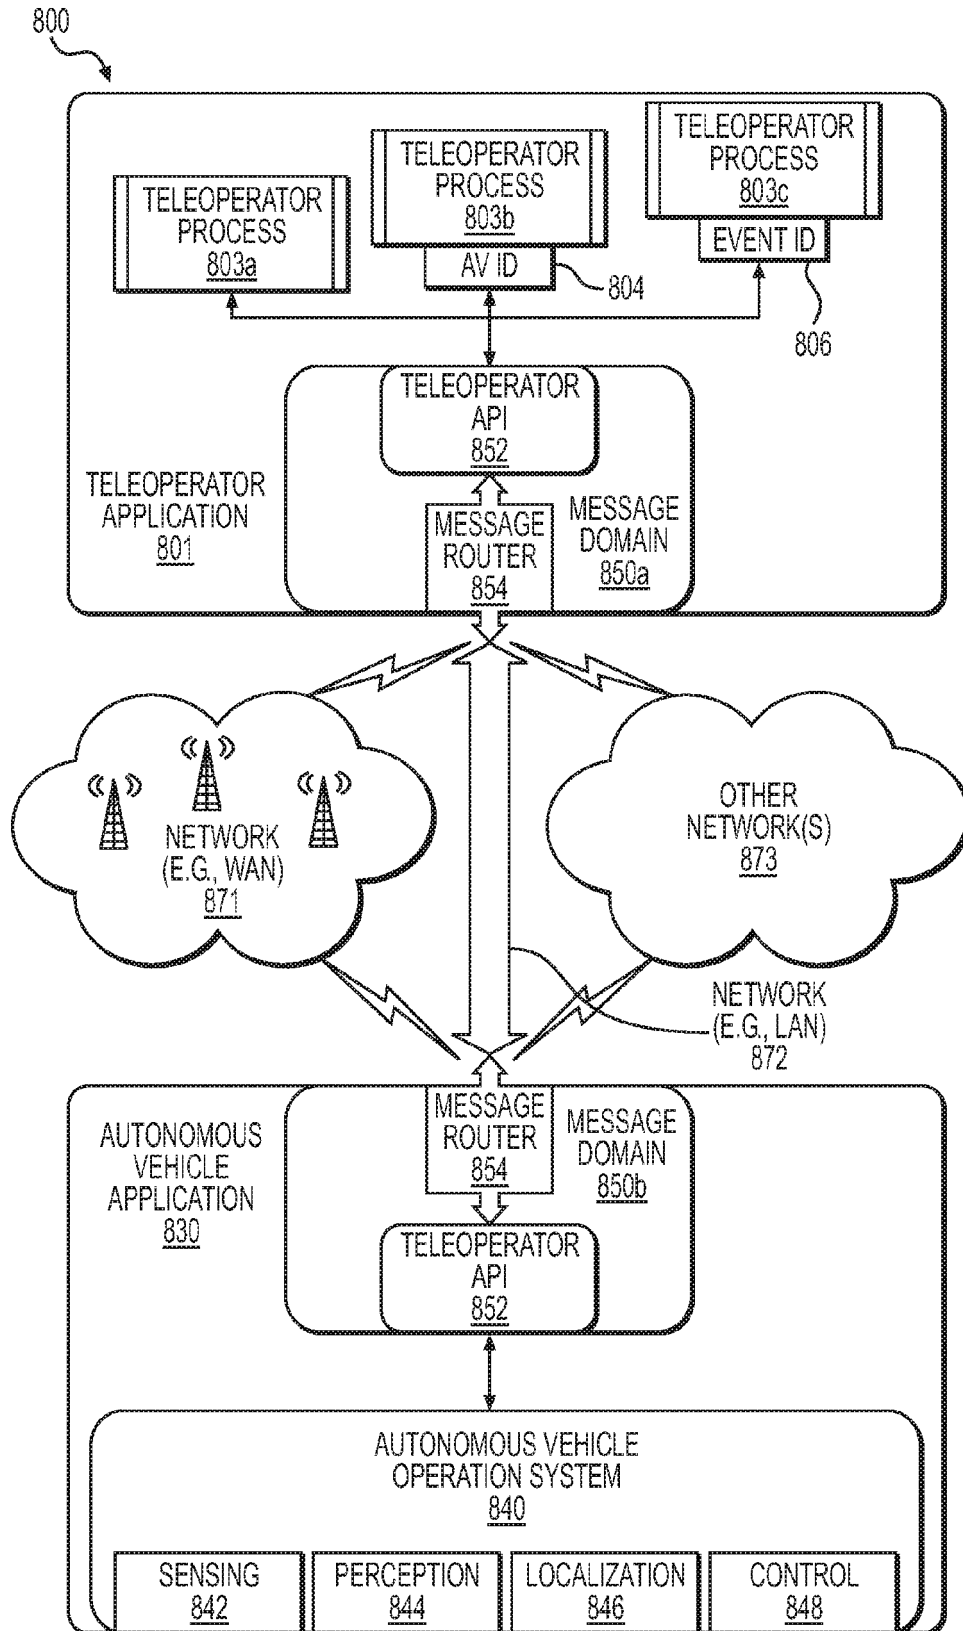 800
TELEOPERATOR
PROCESS
803a
TELEOPERATOR
PROCESS
803b
AV ID
804
TELEOPERATOR
PROCESS
803c
EVENT ID
806
TELEOPERATOR
API
852
TELEOPERATOR
APPLICATION
801
MESSAGE
ROUTER
854
MESSAGE
DOMAIN
850a
NETWORK
(E.G., WAN)
871
OTHER
NETWORK(S)
873
NETWORK
(E.G., LAN)
872
AUTONOMOUS
VEHICLE
APPLICATION
830
MESSAGE
ROUTER
854
MESSAGE
DOMAIN
850b
TELEOPERATOR
API
852
AUTONOMOUS VEHICLE
OPERATION SYSTEM
840
SENSING
842
PERCEPTION
844
LOCALIZATION
846
CONTROL
848